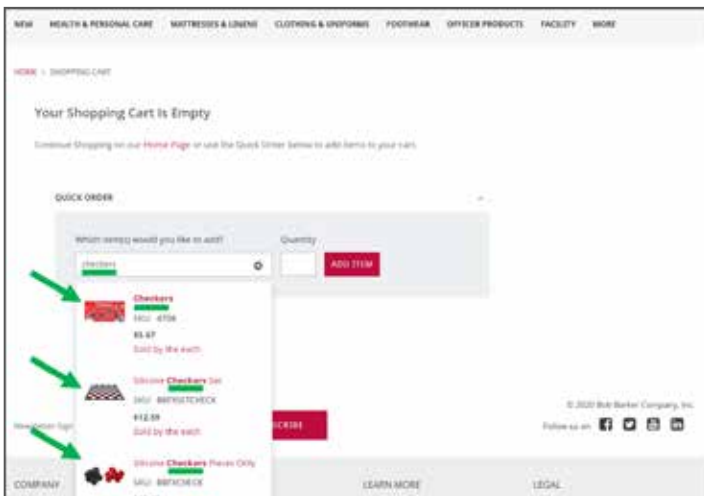 NEW HEALTH & PERSONAL CARE MATTRESSES & LINENS CLOTHING & UNIFORMS FOOTWEAR OFFICER PRODUCTS FACILITY MORE
HOME > SHOPPING CART
Your Shopping Cart Is Empty
Continue Shopping on our Home Page or use the Quick Order below to add items to your cart.
QUICK ORDER
Which item(s) would you like to add? Quantity
checkers ADD ITEM
Checkers
SKU
$5.67
Sold by the each
Silicone Checkers Set
SKU
$12.59
Sold by the each
© 2020 Bob Barker Company, Inc.
Newsletter Sign Follow us on
Silicone Checkers Pieces Only
SKU
COMPANY LEARN MORE LEGAL